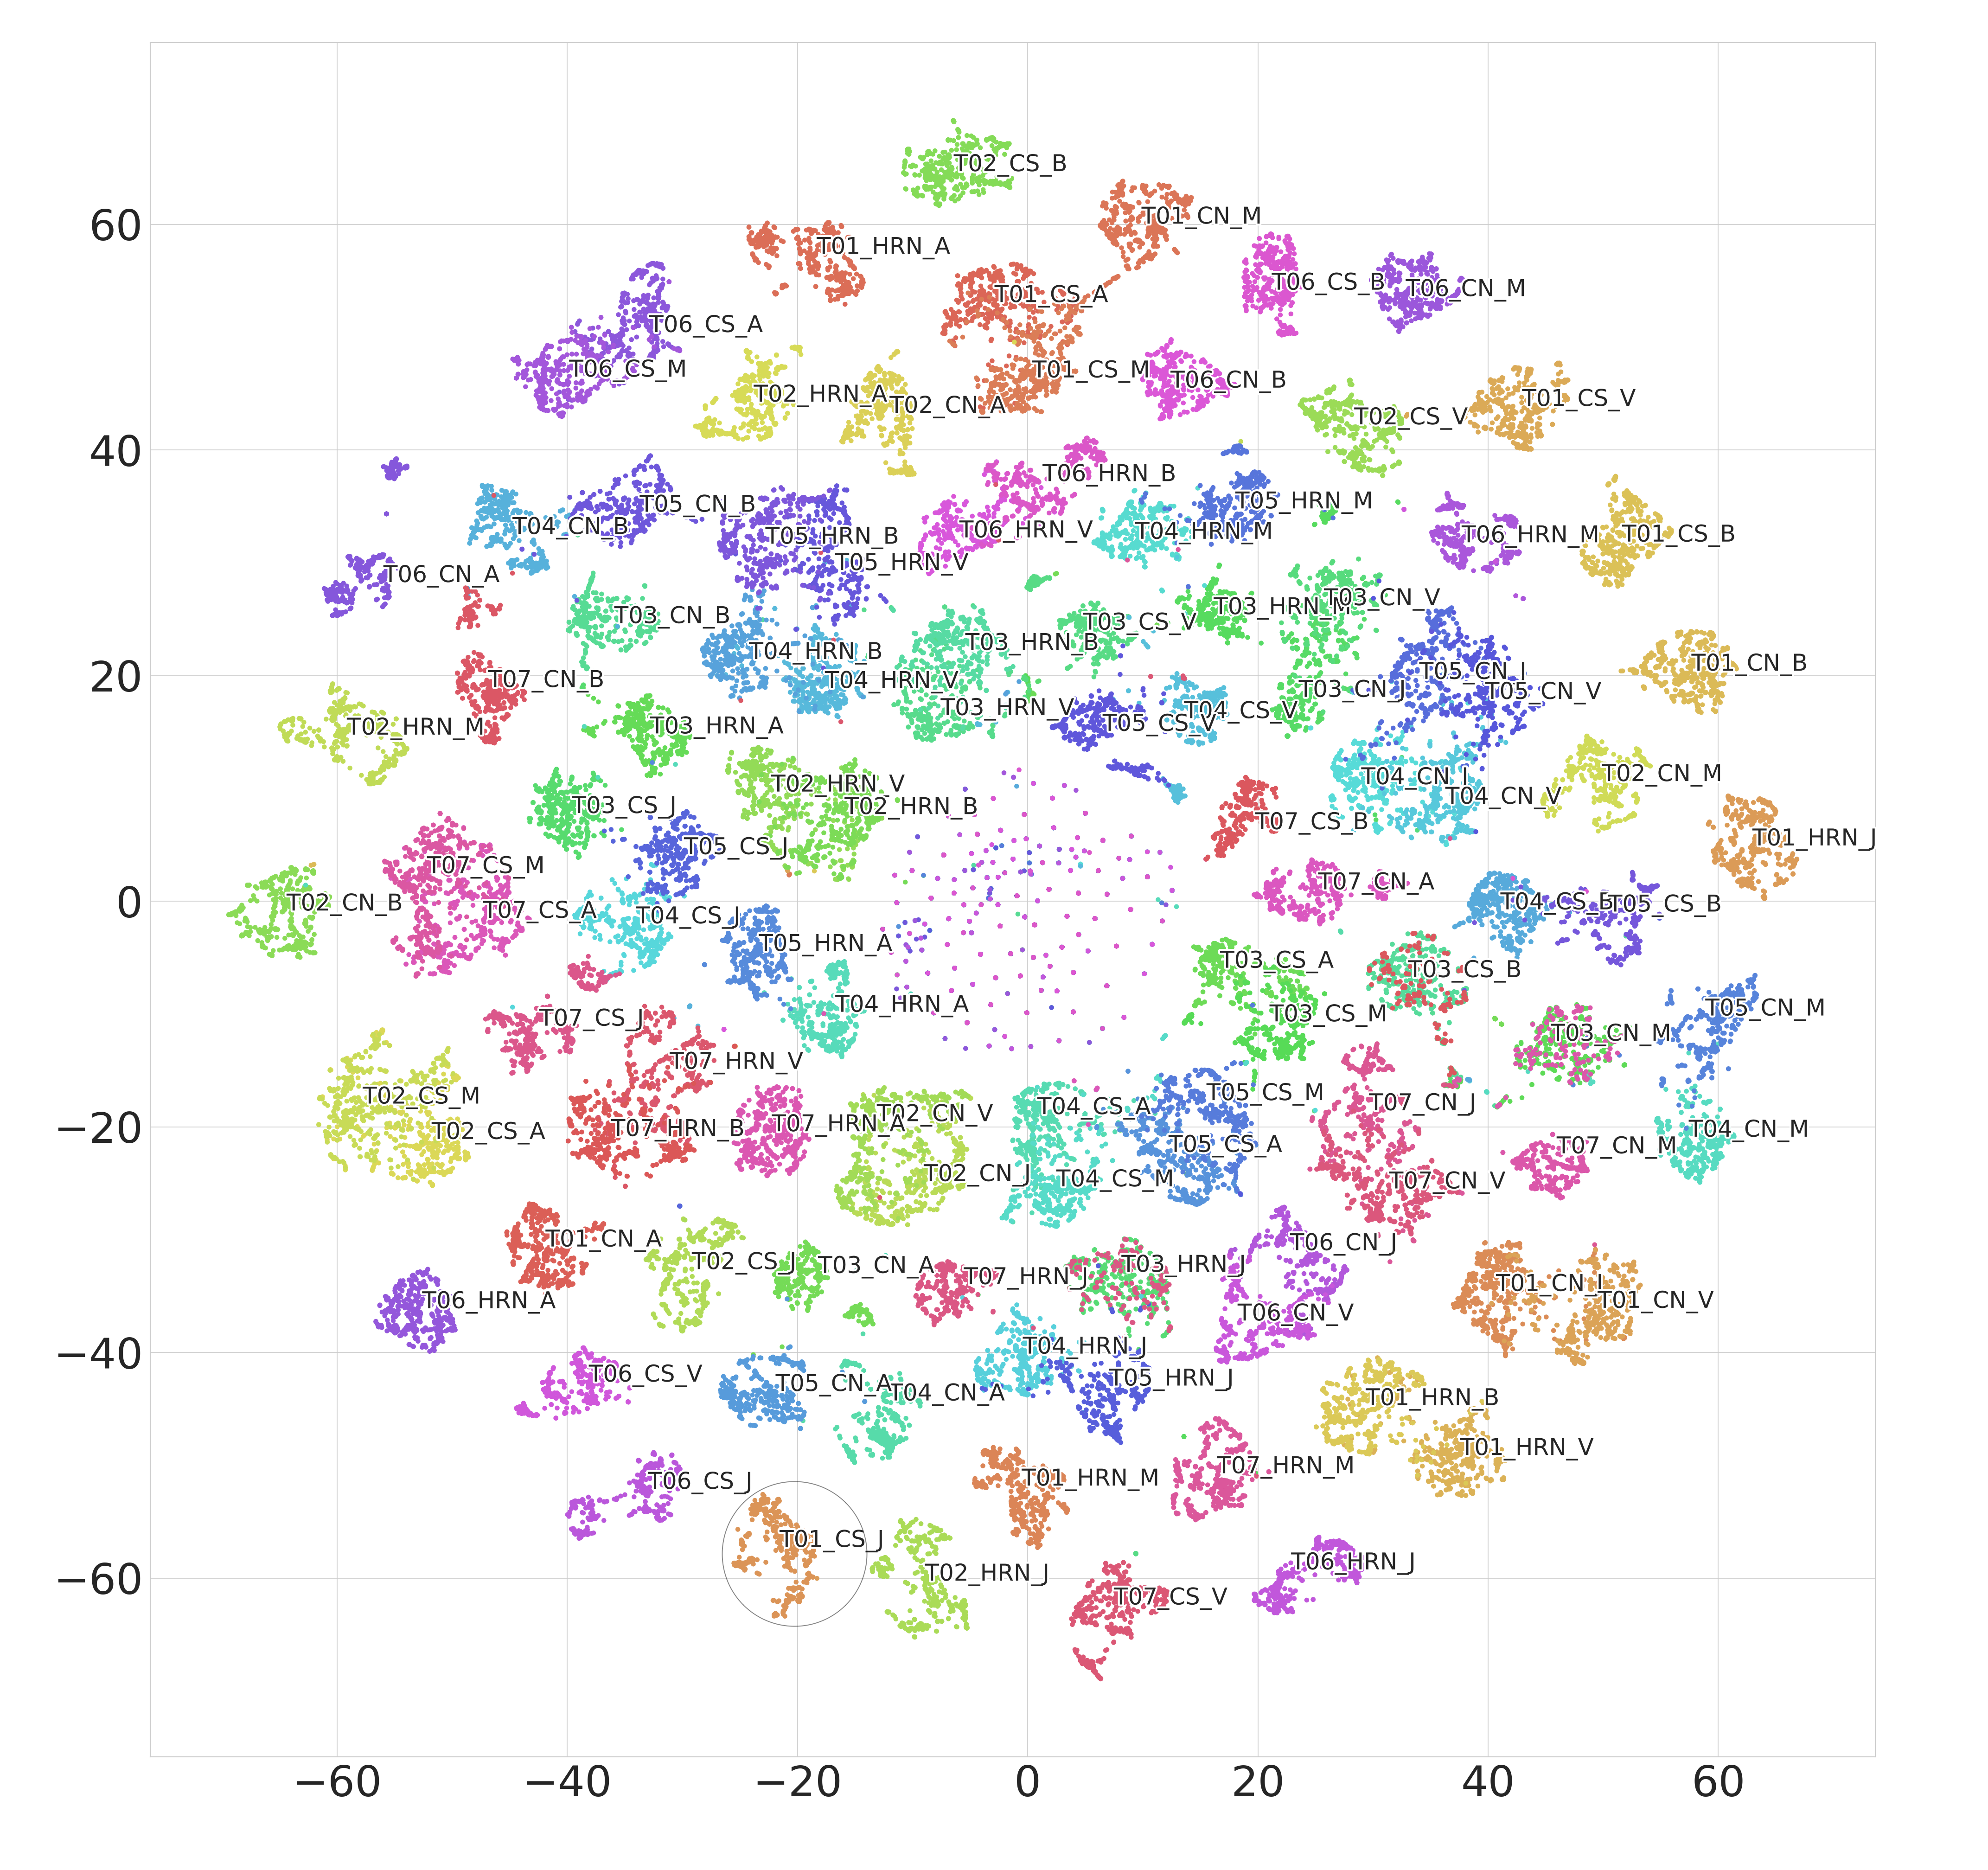 T02_CS_B
T01_CN_M
60
T01_HRN_A
T06_CS_B
T06_CN_M
T01_CS_A
T06_CS_A
T06_CS_M
T01_CS_M
T06_CN_B
T02_HRN_A
T02_CN_A
T01_CS_V
T02_CS_V
40
T06_HRN_B
T05_CN_B
T05_HRN_M
T04_CN_B
T05_HRN_B
T06_HRN_V
T04_HRN_M
T06_HRN_M
T01_CS_B
T05_HRN_V
T06_CN_A
T03_CN_B
T03_HRN_M
T03_CN_V
T03_CS_V
T03_HRN_B
T04_HRN_B
T01_CN_B
20
T07_CN_B
T04_HRN_V
T05_CN_J
T05_CN_V
T03_CN_J
T03_HRN_V
T04_CS_V
T05_CS_V
T02_HRN_M
T03_HRN_A
T02_HRN_V
T02_HRN_B
T04_CN_J
T04_CN_V
T02_CN_M
T03_CS_J
T07_CS_B
T01_HRN_J
T05_CS_J
T07_CS_M
T07_CN_A
0
T02_CN_B
T07_CS_A
T04_CS_J
T04_CS_B
T05_CS_B
T05_HRN_A
T03_CS_A
T03_CS_B
T04_HRN_A
T03_CS_M
T07_CS_J
T03_CN_M
T05_CN_M
T07_HRN_V
T02_CS_M
T05_CS_M
T07_CN_J
T04_CS_A
T02_CN_V
−20
T02_CS_A
T07_HRN_B
T07_HRN_A
T04_CN_M
T05_CS_A
T07_CN_M
T02_CN_J
T04_CS_M
T07_CN_V
T01_CN_A
T06_CN_J
T02_CS_J
T03_CN_A
T03_HRN_J
T07_HRN_J
T01_CN_J
T01_CN_V
T06_HRN_A
T06_CN_V
−40
T04_HRN_J
T06_CS_V
T05_CN_A
T04_CN_A
T05_HRN_J
T01_HRN_B
T01_HRN_V
T06_CS_J
T01_HRN_M
T07_HRN_M
T01_CS_J
T02_HRN_J
T06_HRN_J
−60
T07_CS_V
−60 −40 −20 0 20 40 60